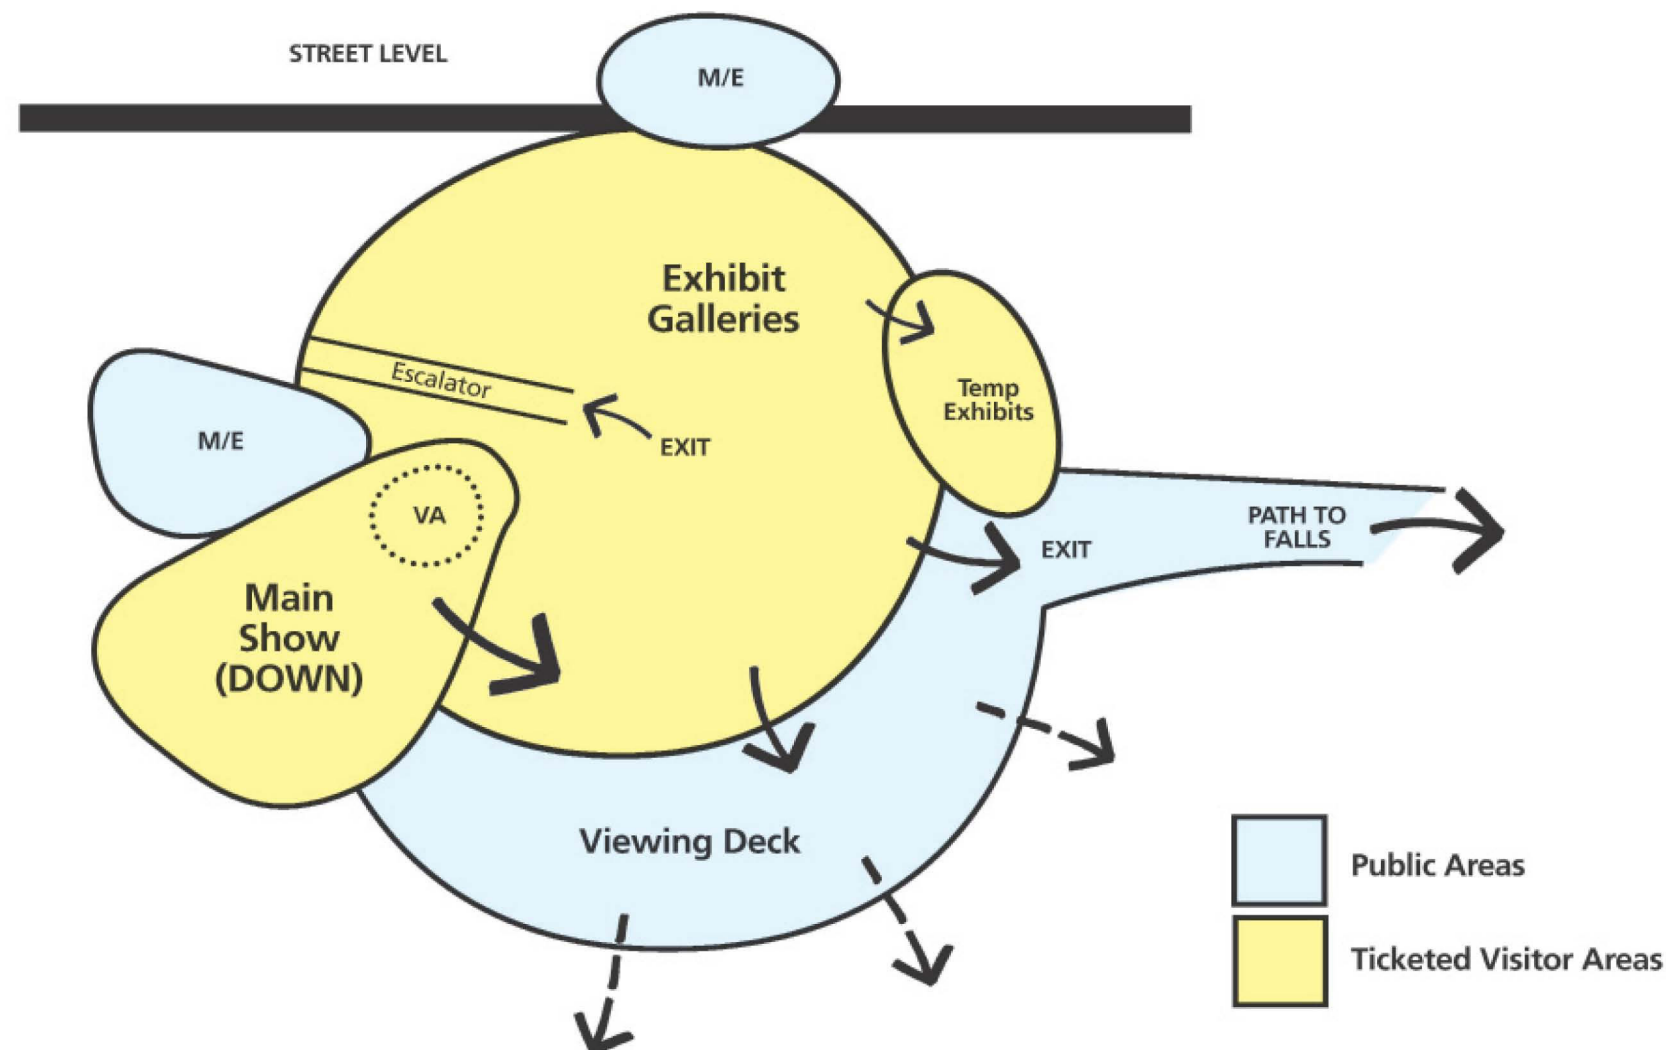 STREET LEVEL
M/E
Exhibit
Galleries
Escalator
EXIT
Temp
Exhibits
M/E
VA
Main
Show
(DOWN)
EXIT
PATH TO
FALLS
Viewing Deck
Public Areas
Ticketed Visitor Areas